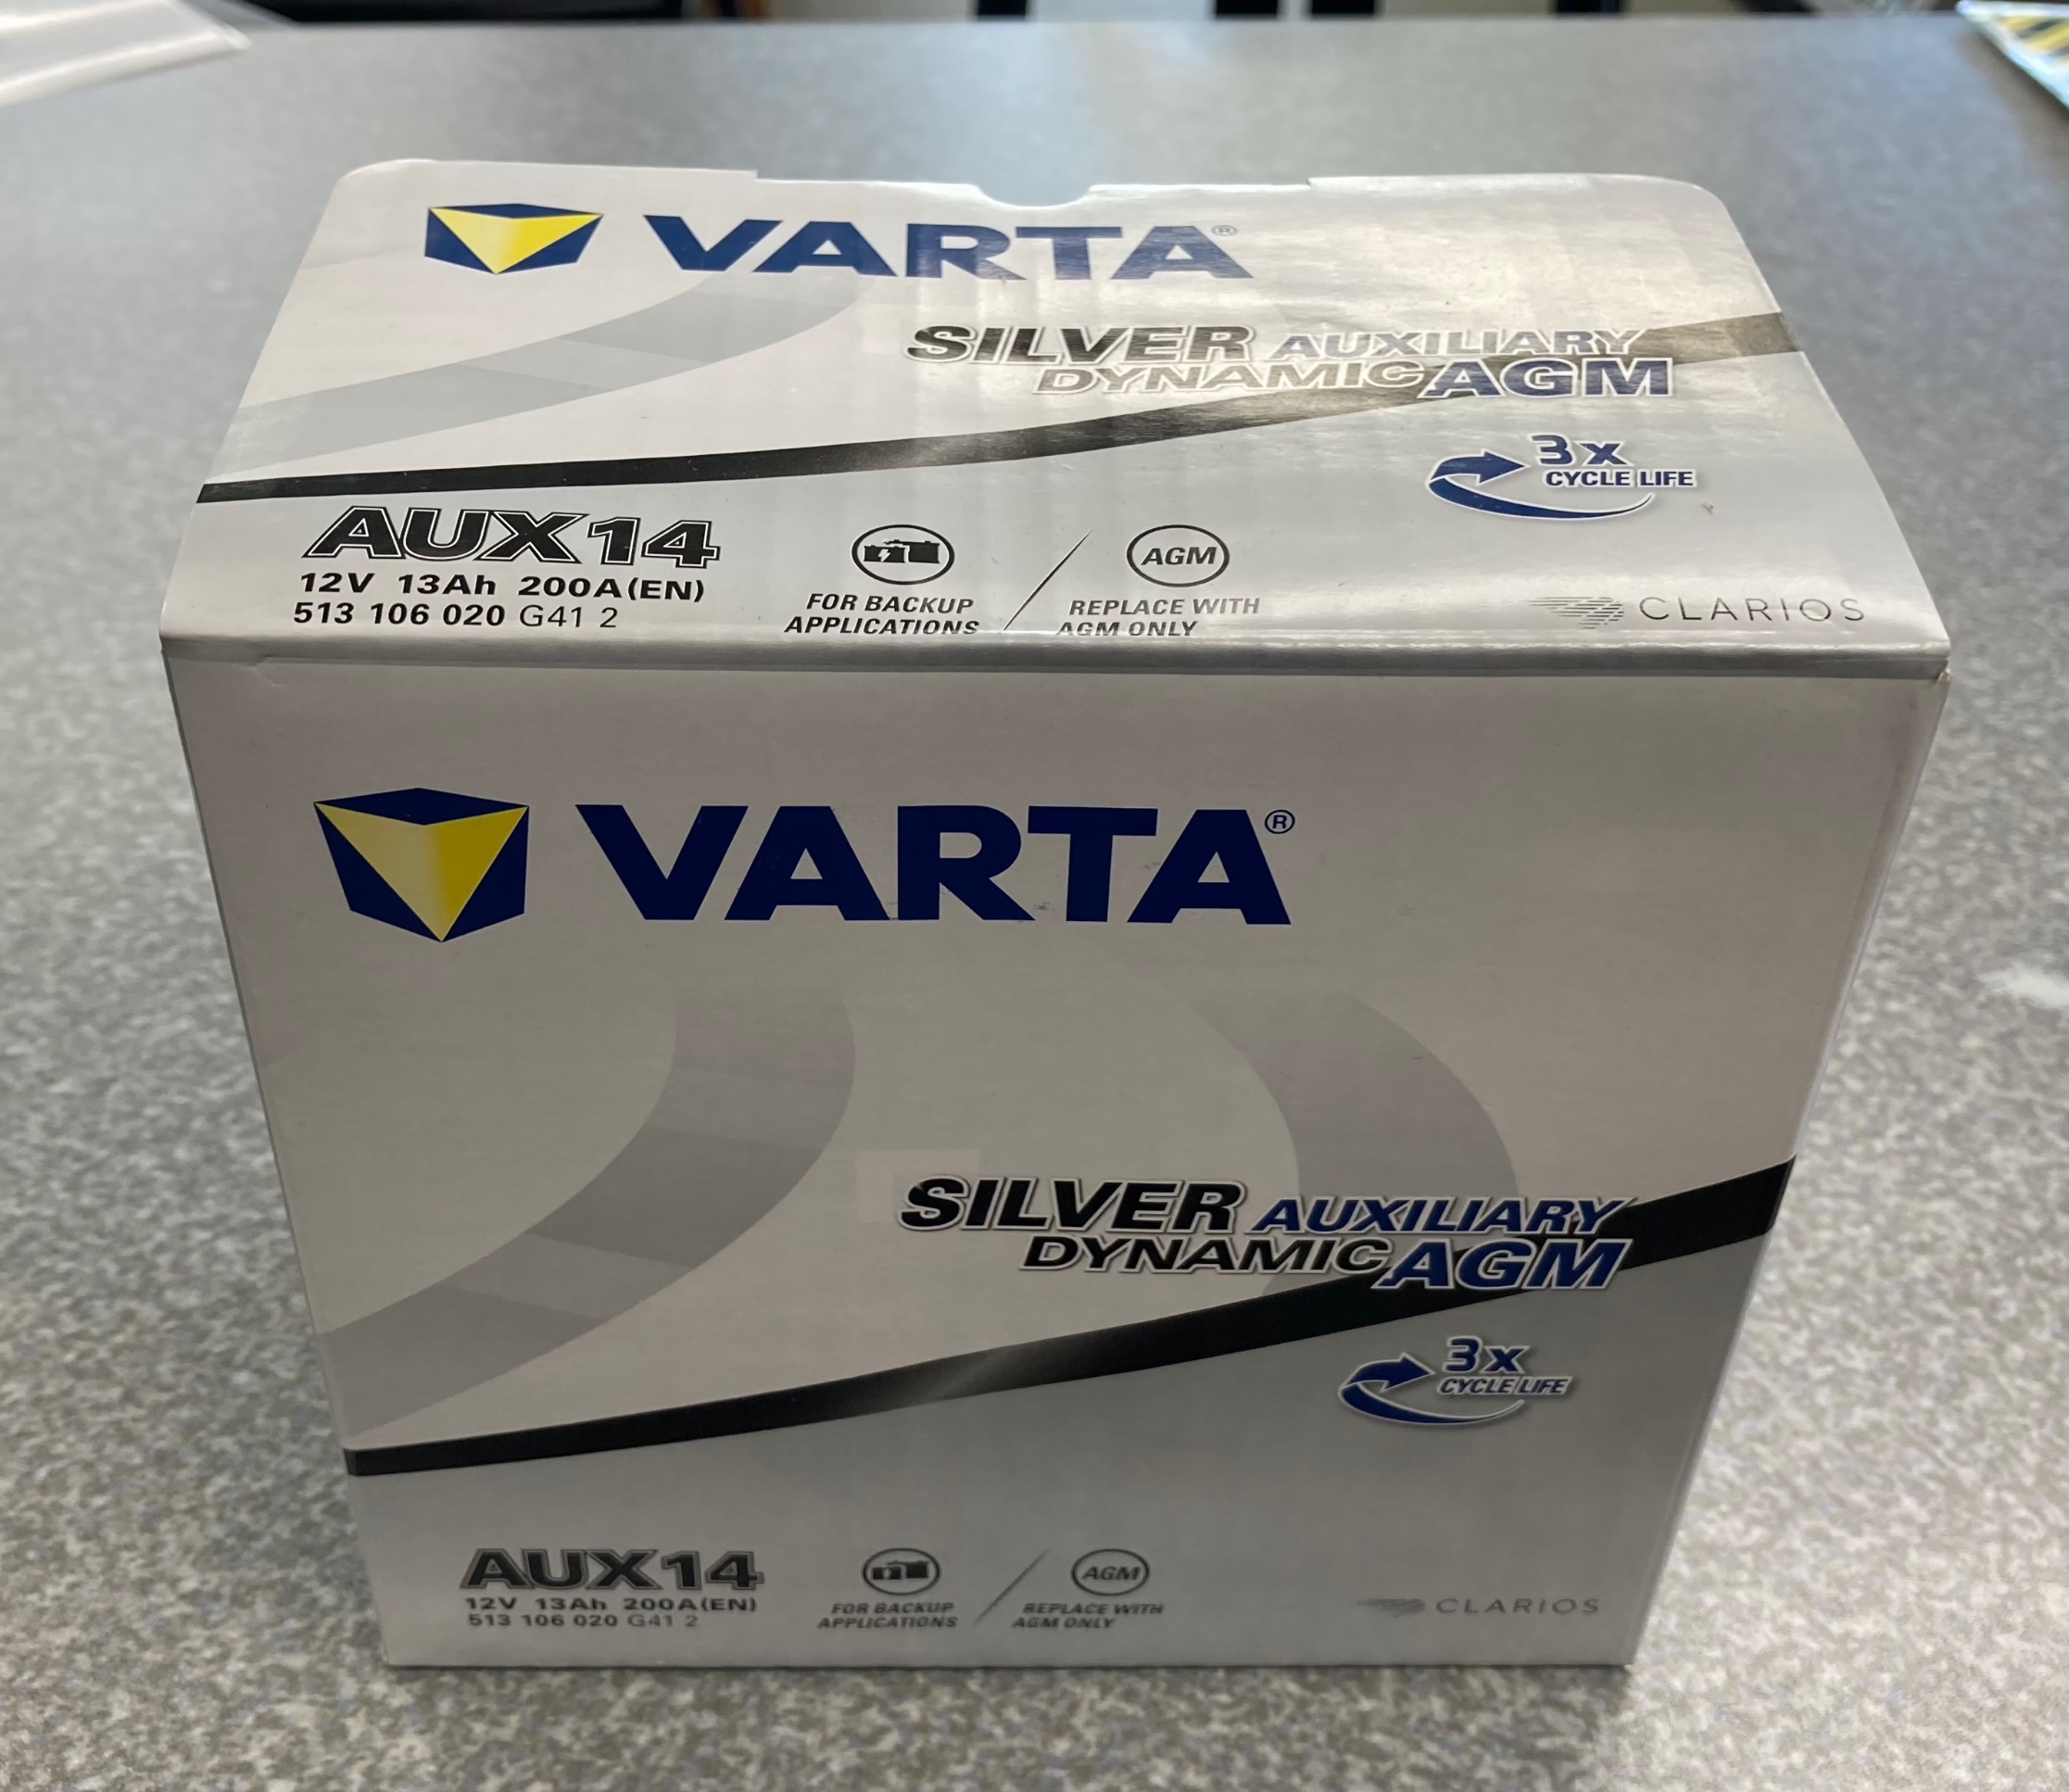 VARTA®
SILVER AUXILIARY
DYNAMIC AGM
3x
CYCLE LIFE
AUX14
12V 13Ah 200A(EN)
513 106 020 G41 2
FOR BACKUP
APPLICATIONS
AGM
REPLACE WITH
AGM ONLY
CLARIOS
VARTA®
SILVER AUXILIARY
DYNAMIC AGM
3x
CYCLE LIFE
AUX14
12V 13Ah 200A(EN)
513 106 020 G41 2
FOR BACKUP
APPLICATIONS
AGM
REPLACE WITH
AGM ONLY
CLARIOS